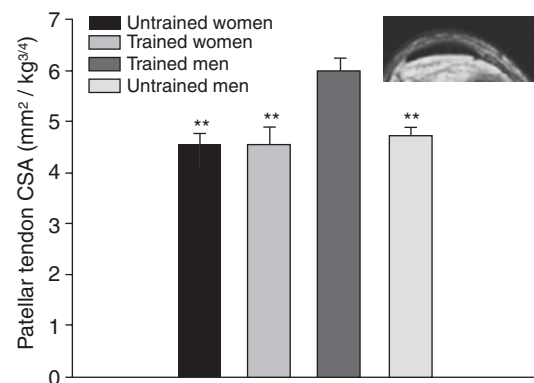 Untrained women
Trained women
Trained men
Untrained men
Patellar tendon CSA (mm² / kg³/⁴)
7
6
5
4
3
2
1
0
**
**
**